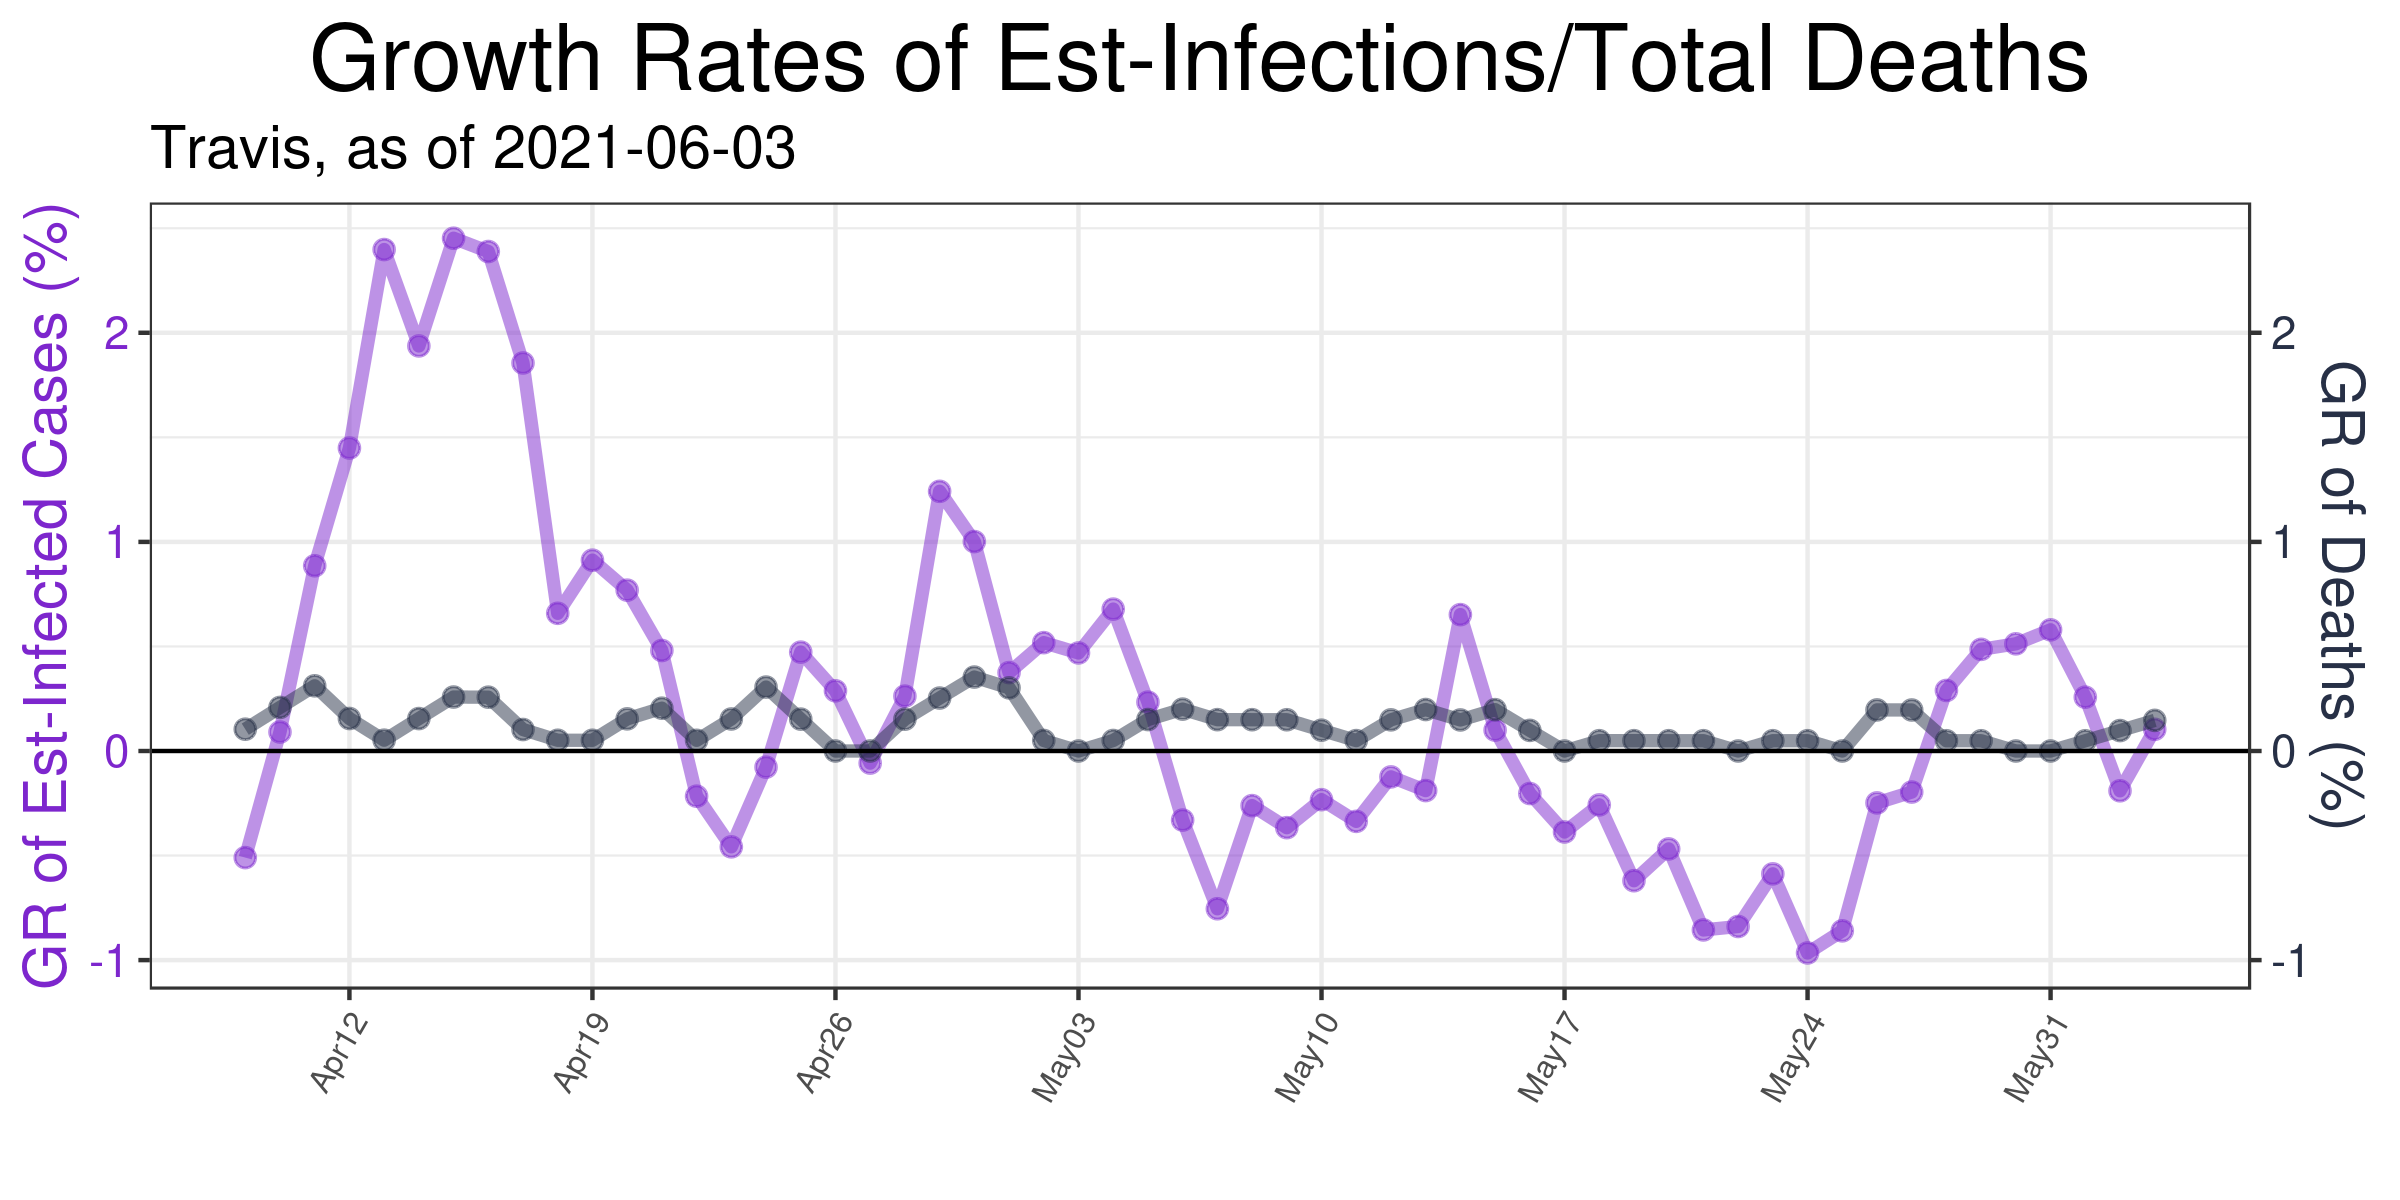 Growth Rates of Est-Infections/Total Deaths
Travis, as of 2021-06-03
GR of Est-Infected Cases (%)
2
1
0
-1
2
1
0
-1
GR of Deaths (%)
Apr12
Apr19
Apr26
May03
May10
May17
May24
May31